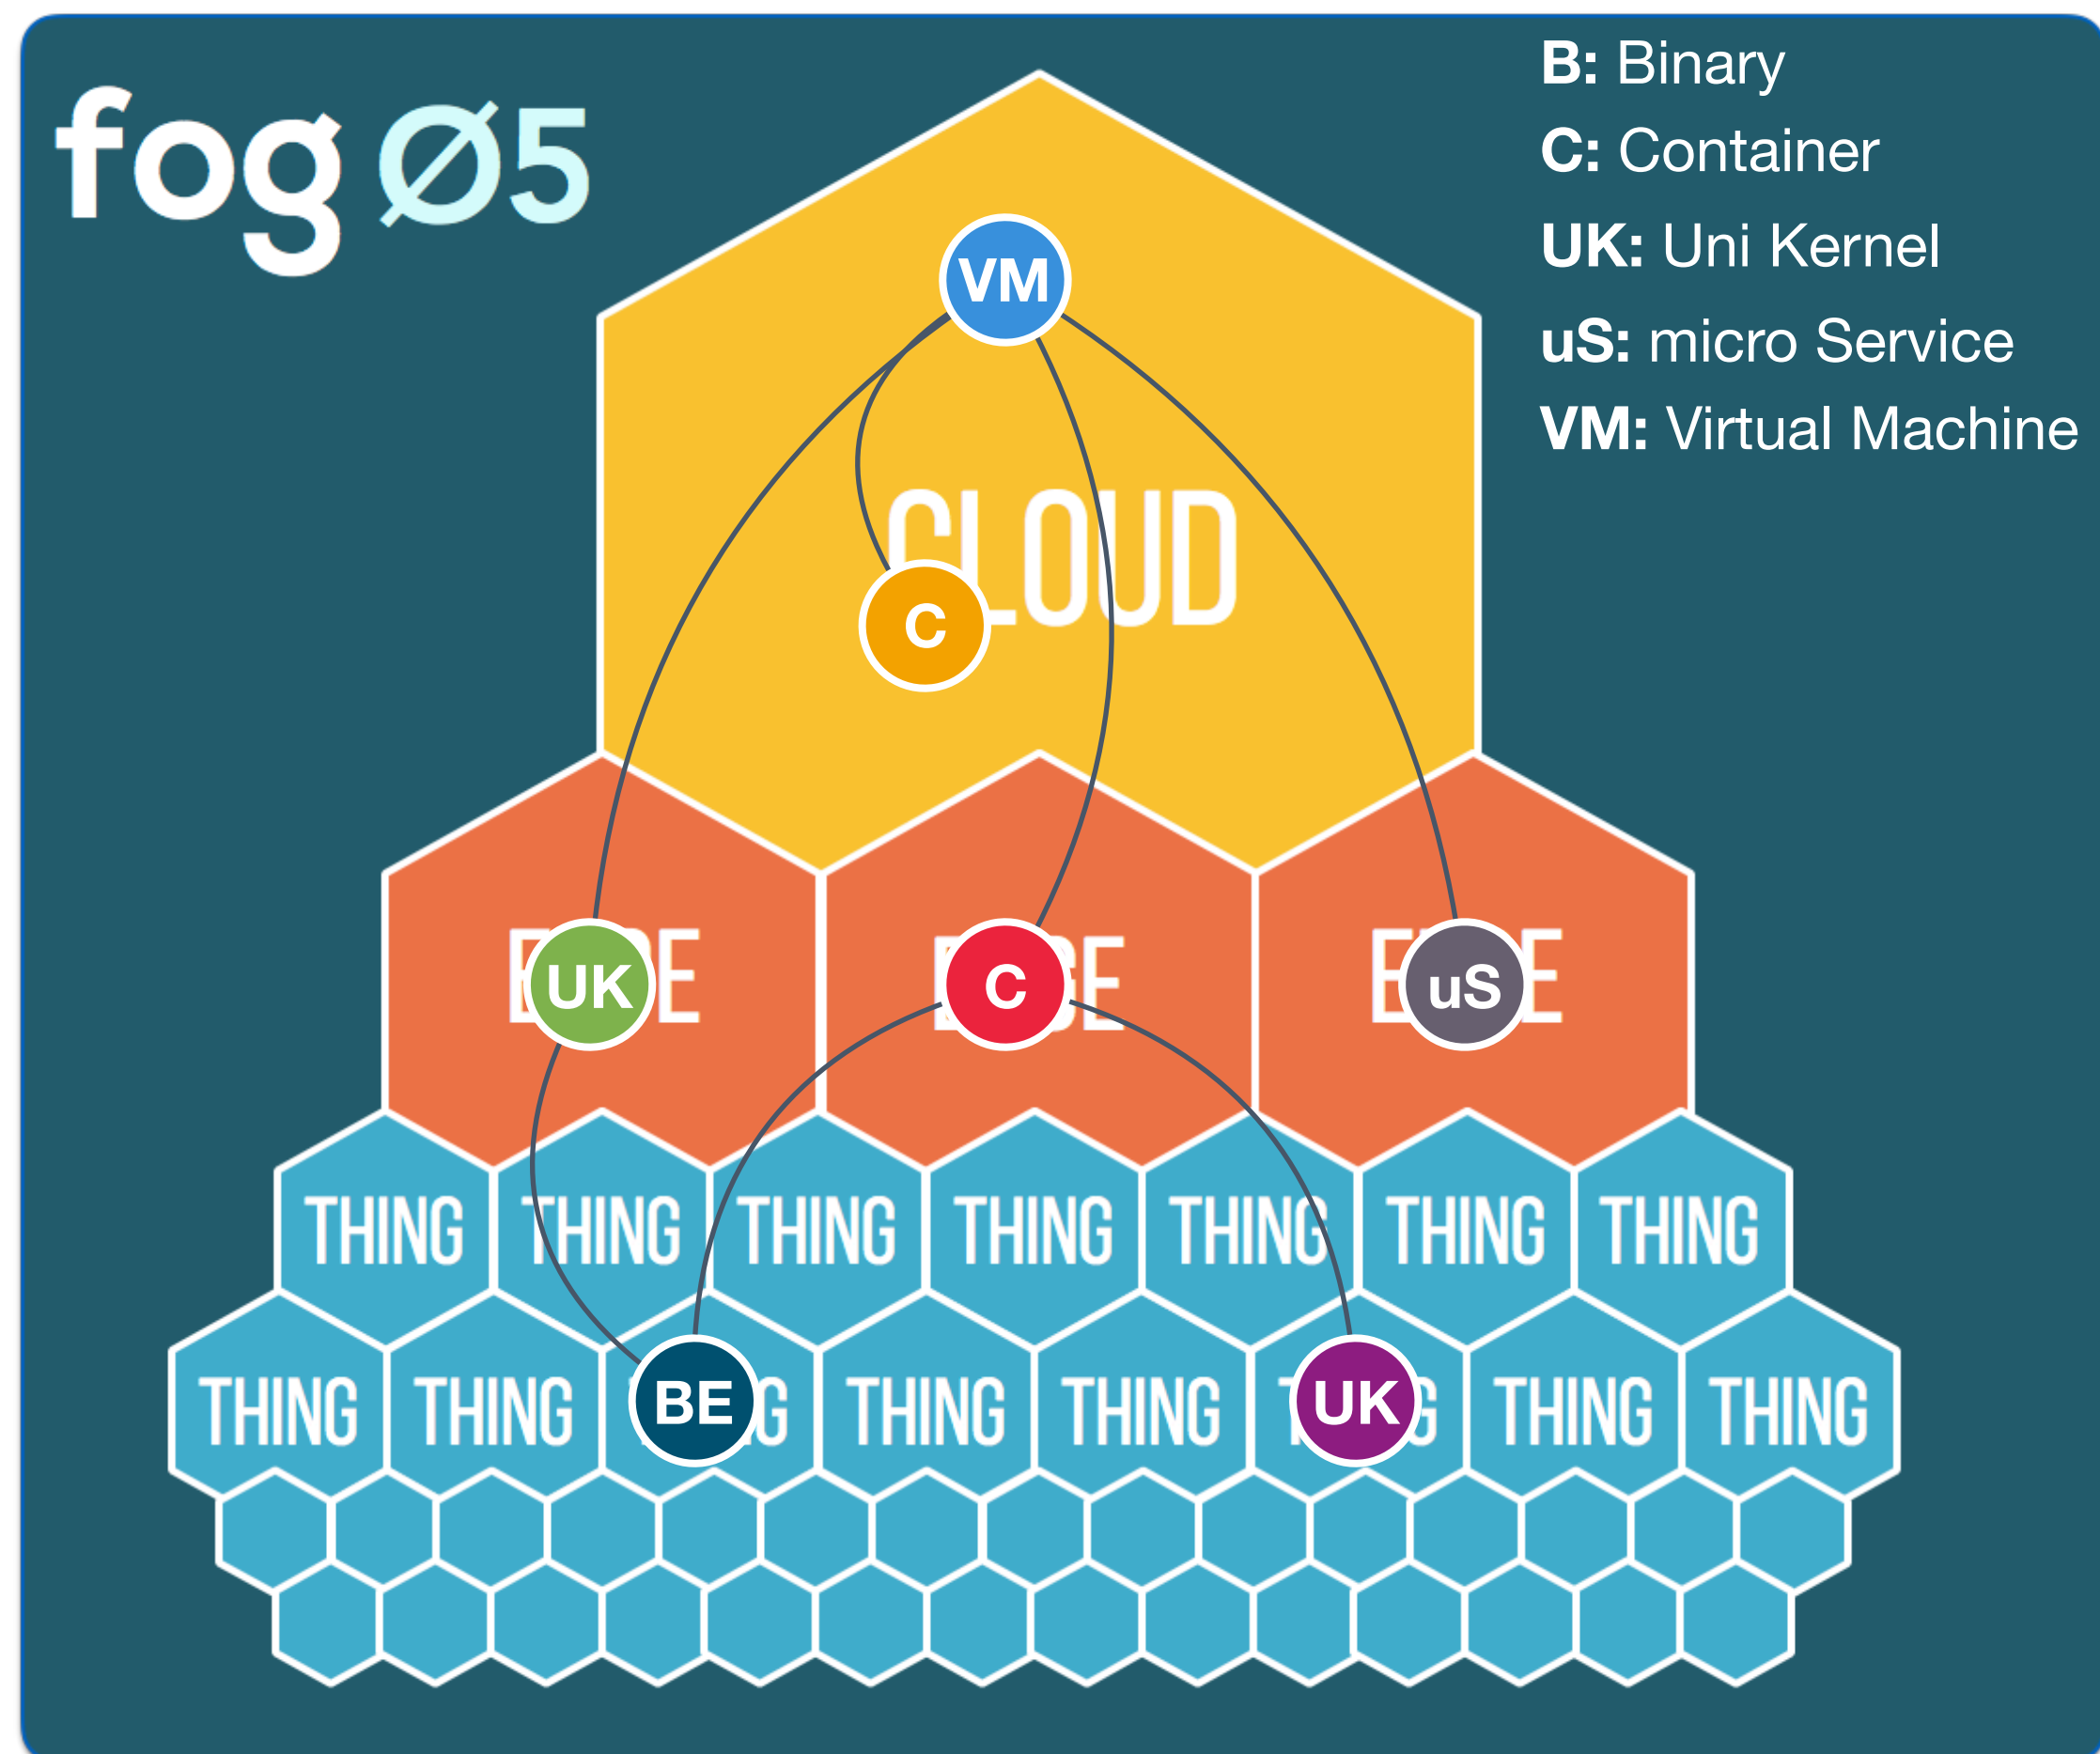 fog Ø5
B: Binary
C: Container
UK: Uni Kernel
uS: micro Service
VM: Virtual Machine
VM
CLOUD
C
UK
C
uS
THING THING THING THING THING THING THING
THING THING BE THING THING UK THING THING